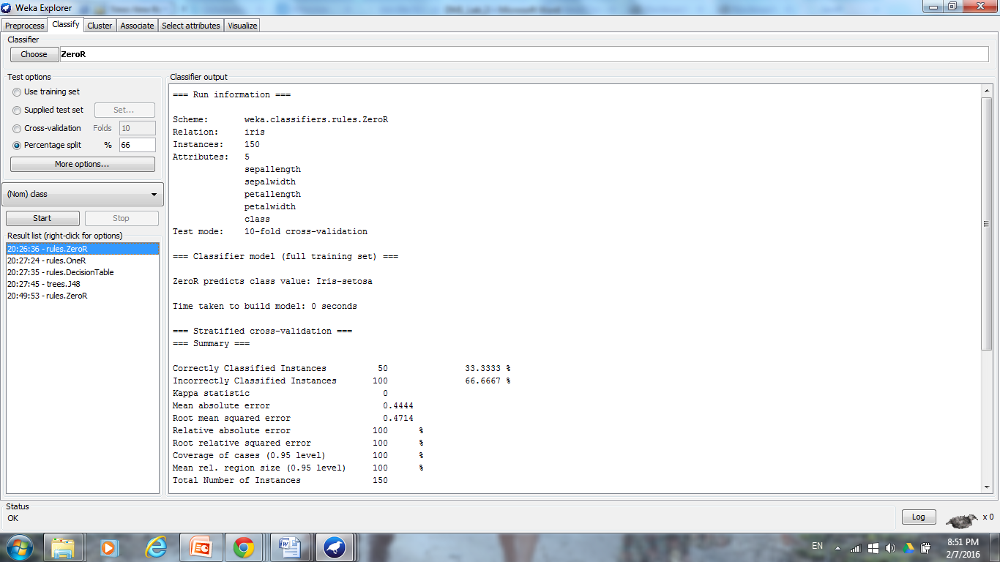 Weka Explorer
Preprocess Classify Cluster Associate Select attributes Visualize
Classifier
Choose ZeroR
Test options
Use training set
Supplied test set Set...
Cross-validation Folds 10
Percentage split % 66
More options...
(Nom) class
Start Stop
Result list (right-click for options)
20:26:36 - rules.ZeroR
20:27:24 - rules.OneR
20:27:35 - rules.DecisionTable
20:27:45 - trees.J48
20:49:53 - rules.ZeroR
Classifier output
=== Run information ===
Scheme: weka.classifiers.rules.ZeroR
Relation: iris
Instances: 150
Attributes: 5
sepallength
sepalwidth
petallength
petalwidth
class
Test mode: 10-fold cross-validation
=== Classifier model (full training set) ===
ZeroR predicts class value: Iris-setosa
Time taken to build model: 0 seconds
=== Stratified cross-validation ===
=== Summary ===
Correctly Classified Instances 50 33.3333 %
Incorrectly Classified Instances 100 66.6667 %
Kappa statistic 0
Mean absolute error 0.4444
Root mean squared error 0.4714
Relative absolute error 100 %
Root relative squared error 100 %
Coverage of cases (0.95 level) 100 %
Mean rel. region size (0.95 level) 100 %
Total Number of Instances 150
Status
OK
Log x 0
EN
8:51 PM
2/7/2016